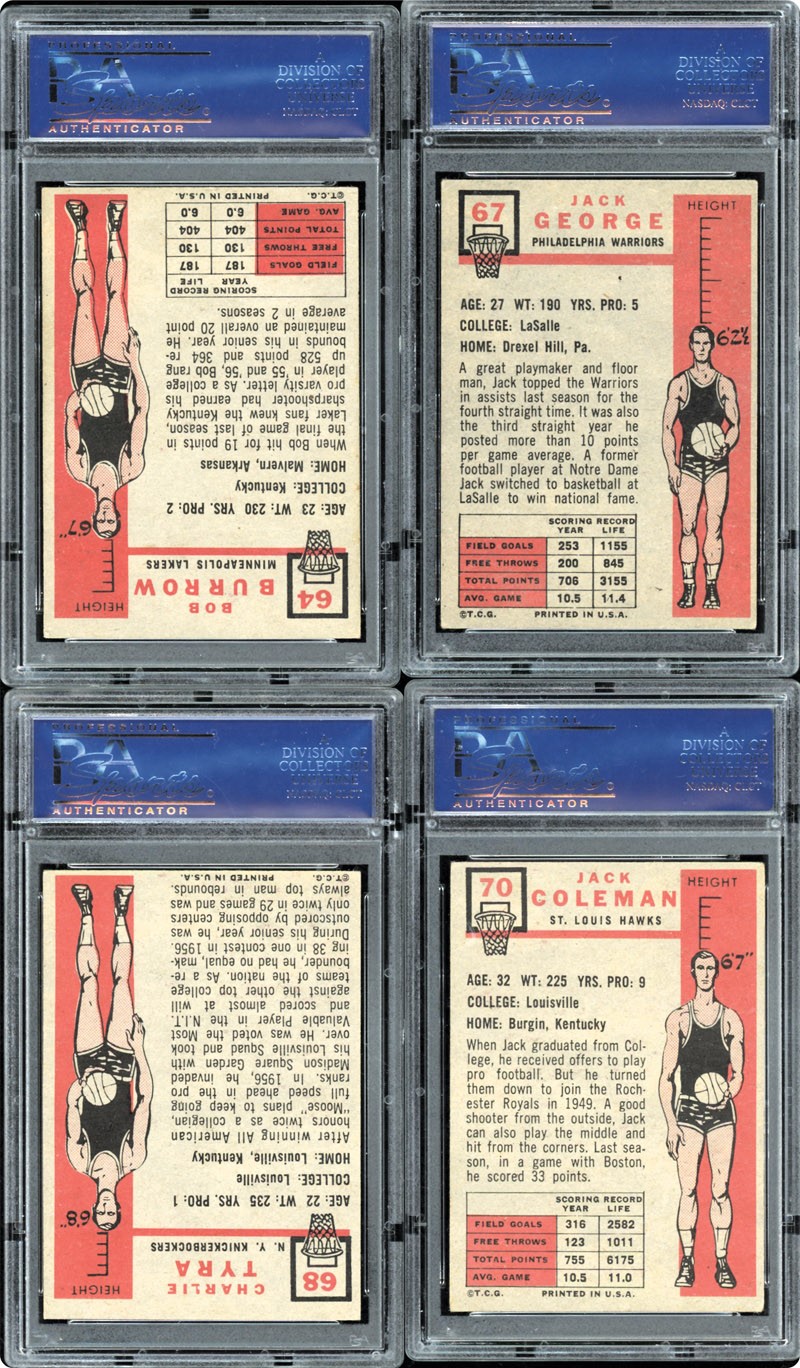 PROFESSIONAL
PSA
Sports
AUTHENTICATOR
A
DIVISION OF
COLLECTORS
UNIVERSE
NASDAQ: CLCT
64
BOB
BURROW
MINNEAPOLIS LAKERS
HEIGHT
6'7"
AGE: 23 WT: 230 YRS. PRO: 2
COLLEGE: Kentucky
HOME: Malvern, Arkansas
When Bob hit for 19 points in
the final game of last season,
Laker fans knew the Kentucky
sharpshooter had earned his
pro varsity letter. As a college
player in '55 and '56, Bob rang
up 528 points and 364 re-
bounds in his senior year. He
maintained an overall 20 point
average in 2 seasons.
SCORING RECORD
YEAR LIFE
FIELD GOALS 187 187
FREE THROWS 130 130
TOTAL POINTS 404 404
AVG. GAME 6.0 6.0
©T.C.G. PRINTED IN U.S.A.
PROFESSIONAL
PSA
Sports
AUTHENTICATOR
A
DIVISION OF
COLLECTORS
UNIVERSE
NASDAQ: CLCT
67
JACK
GEORGE
PHILADELPHIA WARRIORS
HEIGHT
6'2½
AGE: 27 WT: 190 YRS. PRO: 5
COLLEGE: LaSalle
HOME: Drexel Hill, Pa.
A great playmaker and floor
man, Jack topped the Warriors
in assists last season for the
fourth straight time. It was also
the third straight year he
posted more than 10 points
per game average. A former
football player at Notre Dame
Jack switched to basketball at
LaSalle to win national fame.
SCORING RECORD
YEAR LIFE
FIELD GOALS 253 1155
FREE THROWS 200 845
TOTAL POINTS 706 3155
AVG. GAME 10.5 11.4
©T.C.G. PRINTED IN U.S.A.
PROFESSIONAL
PSA
Sports
AUTHENTICATOR
A
DIVISION OF
COLLECTORS
UNIVERSE
NASDAQ: CLCT
68
CHARLIE
TYRA
N. Y. KNICKERBOCKERS
HEIGHT
6'8"
AGE: 22 WT: 235 YRS. PRO: 1
COLLEGE: Louisville
HOME: Louisville, Kentucky
After winning All American
honors twice as a collegian,
"Moose" plans to keep going
full speed ahead in the pro
ranks. In 1956, he invaded
Madison Square Garden with
his Louisville Squad and took
over. He was voted the Most
Valuable Player in the N.I.T.
and scored almost at will
against the other top college
teams of the nation. As a re-
bounder, he had no equal, mak-
ing 38 in one contest in 1956.
During his senior year, he was
outscored by opposing centers
only twice in 29 games and was
always top man in rebounds.
©T.C.G. PRINTED IN U.S.A.
PROFESSIONAL
PSA
Sports
AUTHENTICATOR
A
DIVISION OF
COLLECTORS
UNIVERSE
NASDAQ: CLCT
70
JACK
COLEMAN
ST. LOUIS HAWKS
HEIGHT
6'7"
AGE: 32 WT: 225 YRS. PRO: 9
COLLEGE: Louisville
HOME: Burgin, Kentucky
When Jack graduated from Col-
lege, he received offers to play
pro football. But he turned
them down to join the Roch-
ester Royals in 1949. A good
shooter from the outside, Jack
can also play the middle and
hit from the corners. Last sea-
son, in a game with Boston,
he scored 33 points.
SCORING RECORD
YEAR LIFE
FIELD GOALS 316 2582
FREE THROWS 123 1011
TOTAL POINTS 755 6175
AVG. GAME 10.5 11.0
©T.C.G. PRINTED IN U.S.A.